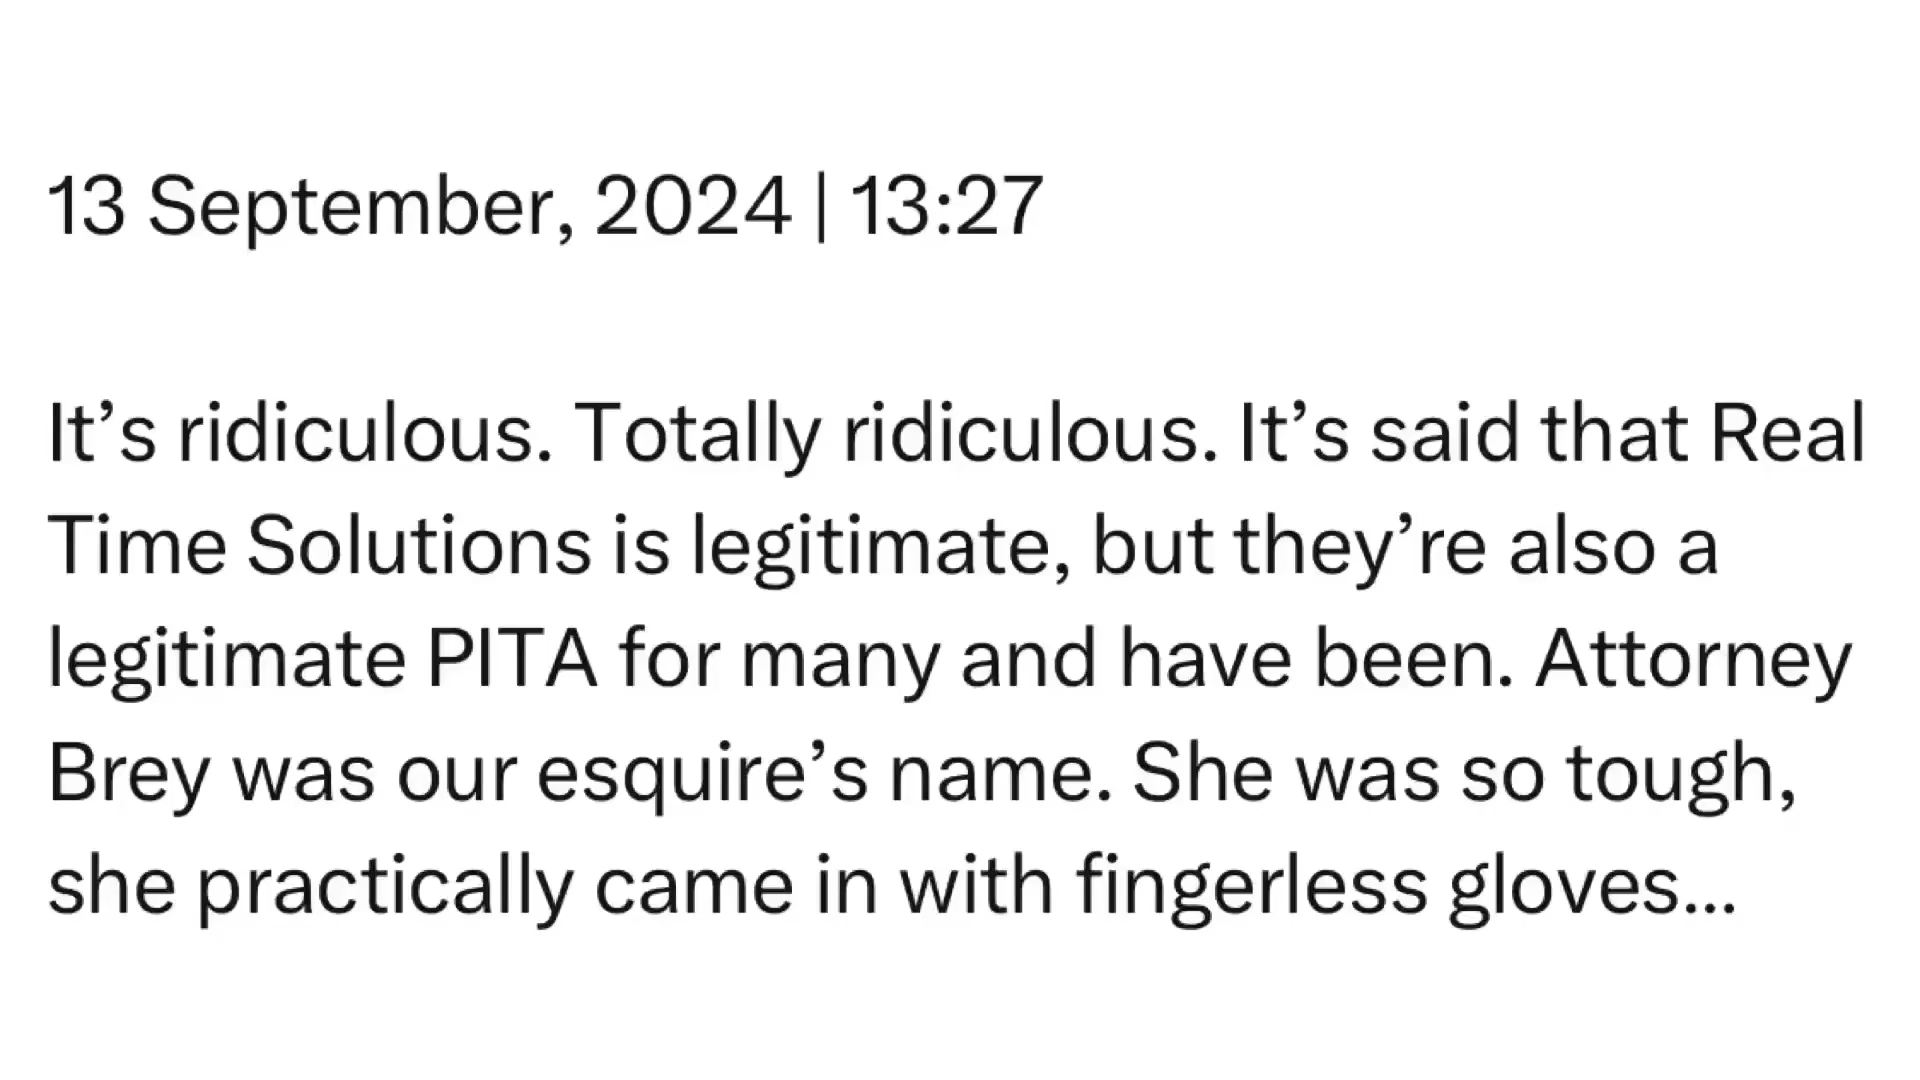 13 September, 2024 | 13:27
It’s ridiculous. Totally ridiculous. It’s said that Real
Time Solutions is legitimate, but they’re also a
legitimate PITA for many and have been. Attorney
Brey was our esquire’s name. She was so tough,
she practically came in with fingerless gloves...